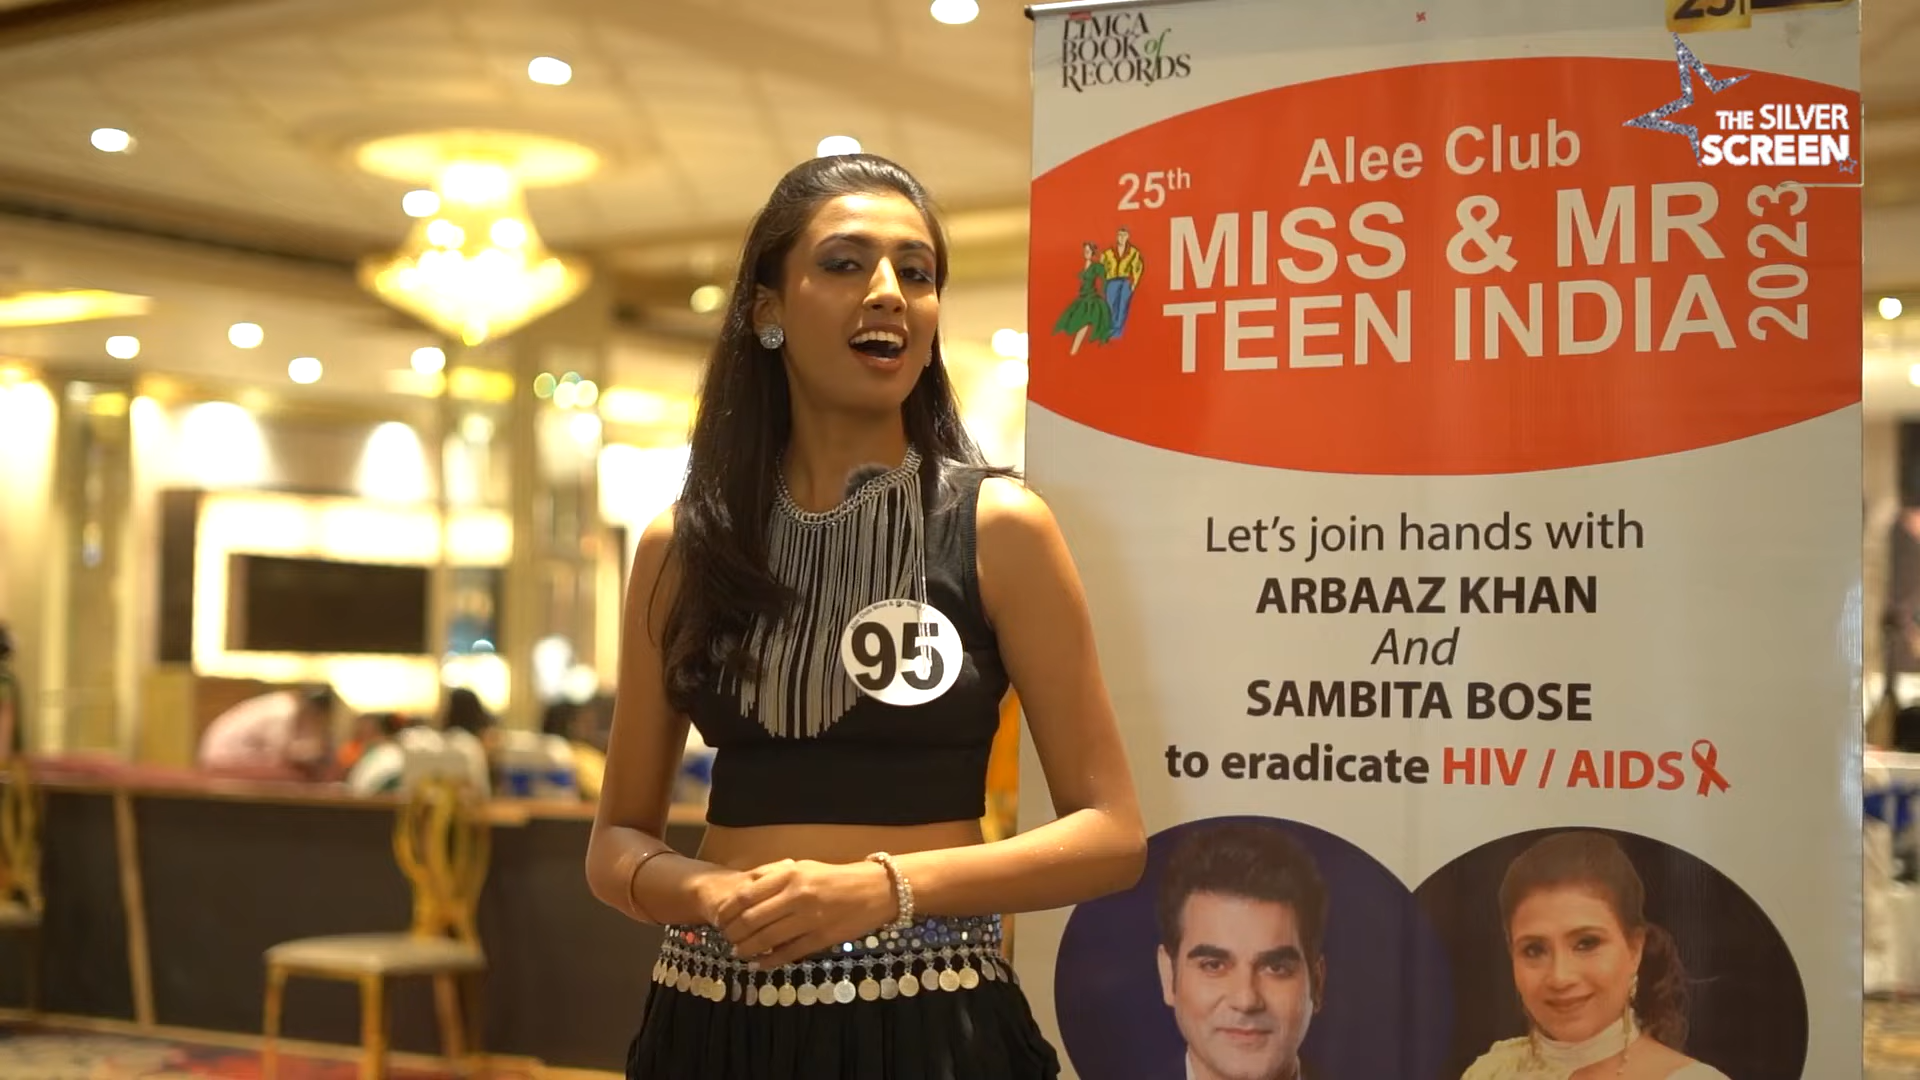 LIMCA
BOOK of
RECORDS
25
THE SILVER
SCREEN
25th
Alee Club
MISS & MR
TEEN INDIA
2023
Let's join hands with
ARBAAZ KHAN
And
SAMBITA BOSE
to eradicate HIV / AIDS
95